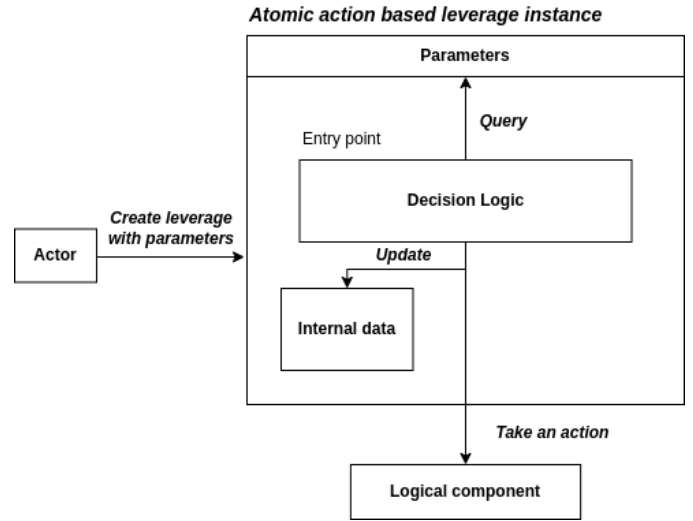 Atomic action based leverage instance
Parameters
Query
Entry point
Decision Logic
Create leverage
with parameters
Actor
Update
Internal data
Take an action
Logical component